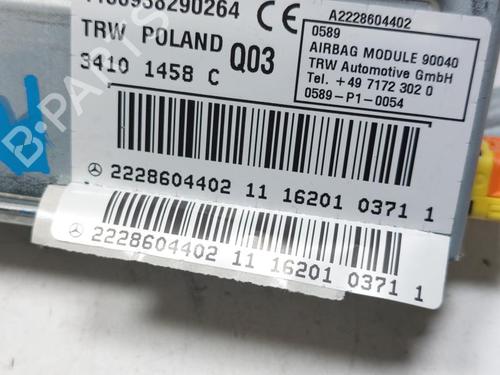 A2228604402
TRW POLAND Q03
3410 1458 C
0589
AIRBAG MODULE 90040
TRW Automotive GmbH
Tel. +49 7172 302 0
0589-P1-0054
2228604402 11 16201 0371 1
2228604402 11 16201 0371 1
B-PARTS